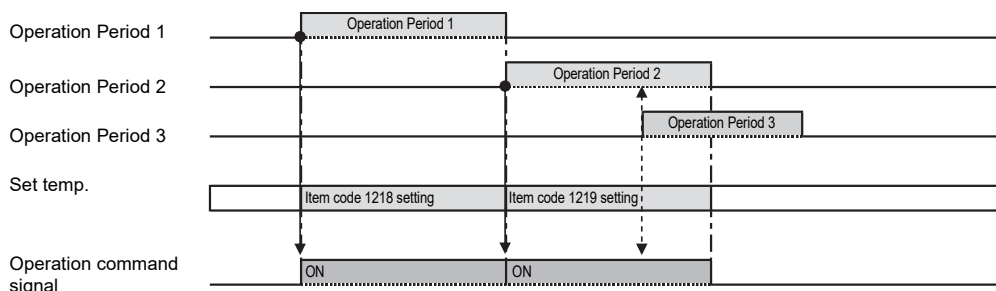 Operation Period 1
Operation Period 1
Operation Period 2
Operation Period 2
Operation Period 3
Operation Period 3
Set temp.
Item code 1218 setting
Item code 1219 setting
Operation command
signal
ON
ON